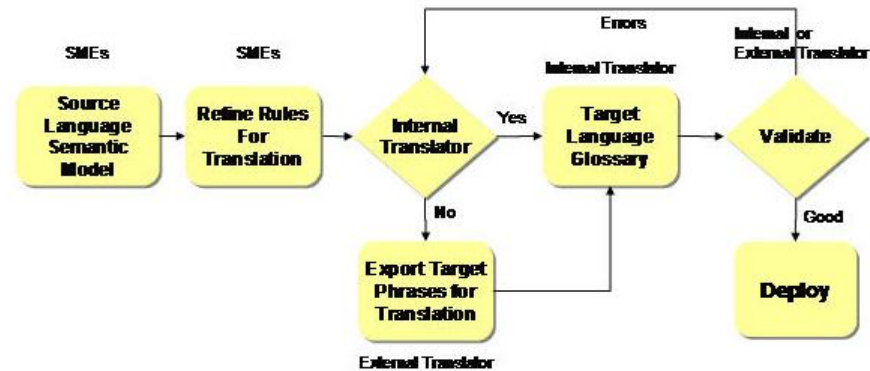 Errors
SMEs
SMEs
Internal or
External Translator
Internal Translator
Source
Language
Semantic
Model
Refine Rules
For
Translation
Internal
Translator
Yes
Target
Language
Glossary
Validate
No
Good
Export Target
Phrases for
Translation
Deploy
External Translator